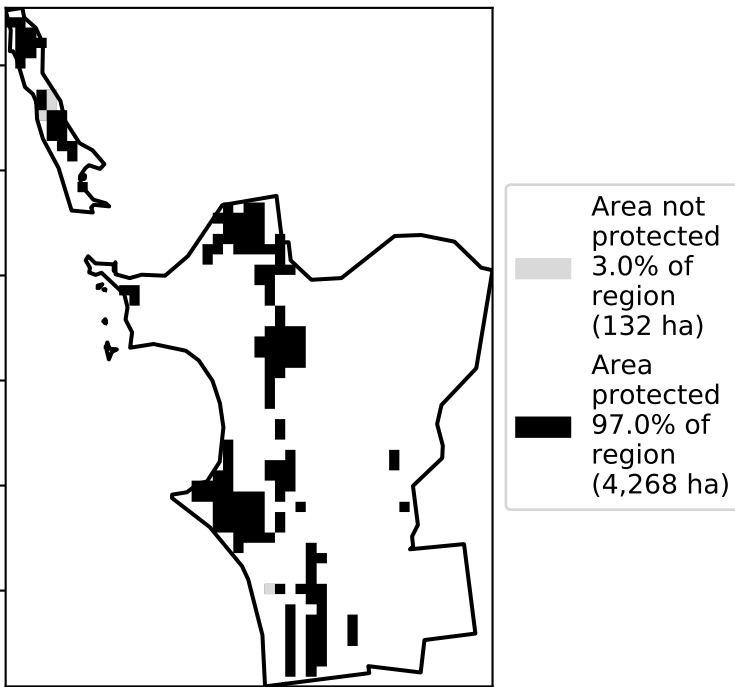 Area not
protected
3.0% of
region
(132 ha)
Area
protected
97.0% of
region
(4,268 ha)